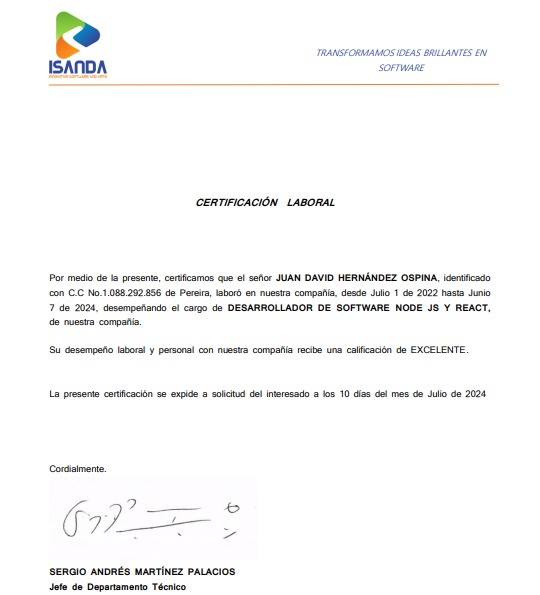 ISANDA
TRANSFORMAMOS IDEAS BRILLANTES EN
SOFTWARE
CERTIFICACIÓN LABORAL
Por medio de la presente, certificamos que el señor JUAN DAVID HERNÁNDEZ OSPINA, identificado
con C.C No.1.088.292.856 de Pereira, laboró en nuestra compañía, desde Julio 1 de 2022 hasta Junio
7 de 2024, desempeñando el cargo de DESARROLLADOR DE SOFTWARE NODE JS Y REACT,
de nuestra compañía.
Su desempeño laboral y personal con nuestra compañía recibe una calificación de EXCELENTE.
La presente certificación se expide a solicitud del interesado a los 10 días del mes de Julio de 2024
Cordialmente.
SERGIO ANDRÉS MARTÍNEZ PALACIOS
Jefe de Departamento Técnico